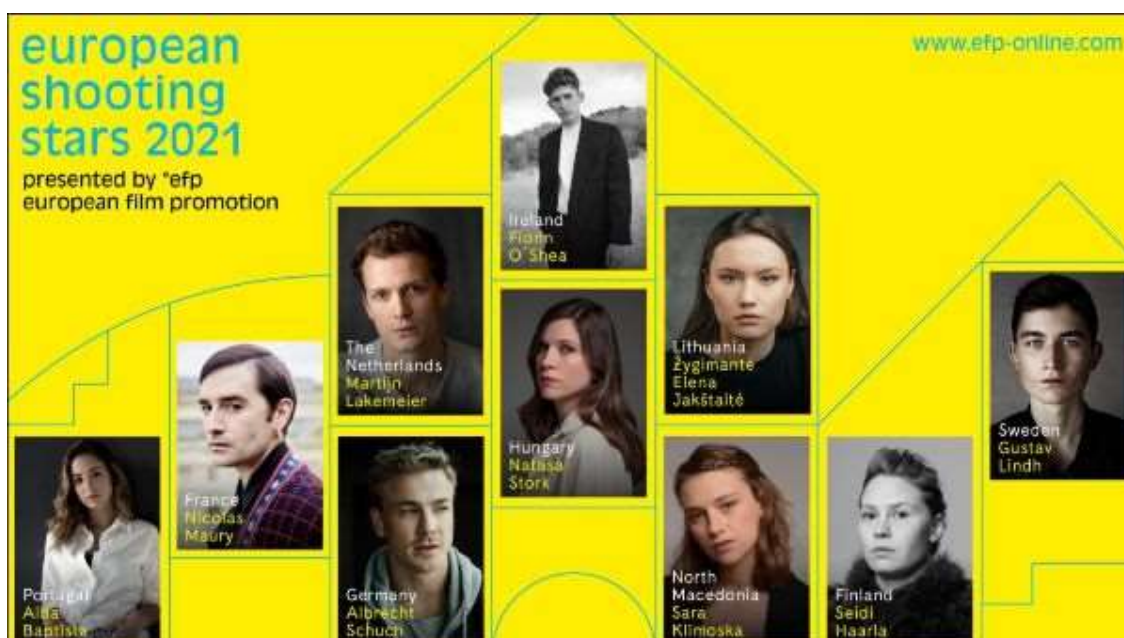 european
shooting
stars 2021
presented by °efp
european film promotion
www.efp-online.com
Ireland
Fionn
O´Shea
The
Netherlands
Martijn
Lakemeier
Lithuania
Žygimantė
Elena
Jakštaitė
Sweden
Gustav
Lindh
France
Nicolas
Maury
Hungary
Natasa
Stork
Portugal
Alba
Baptista
Germany
Albrecht
Schuch
North
Macedonia
Sara
Klimoska
Finland
Seidi
Haarla